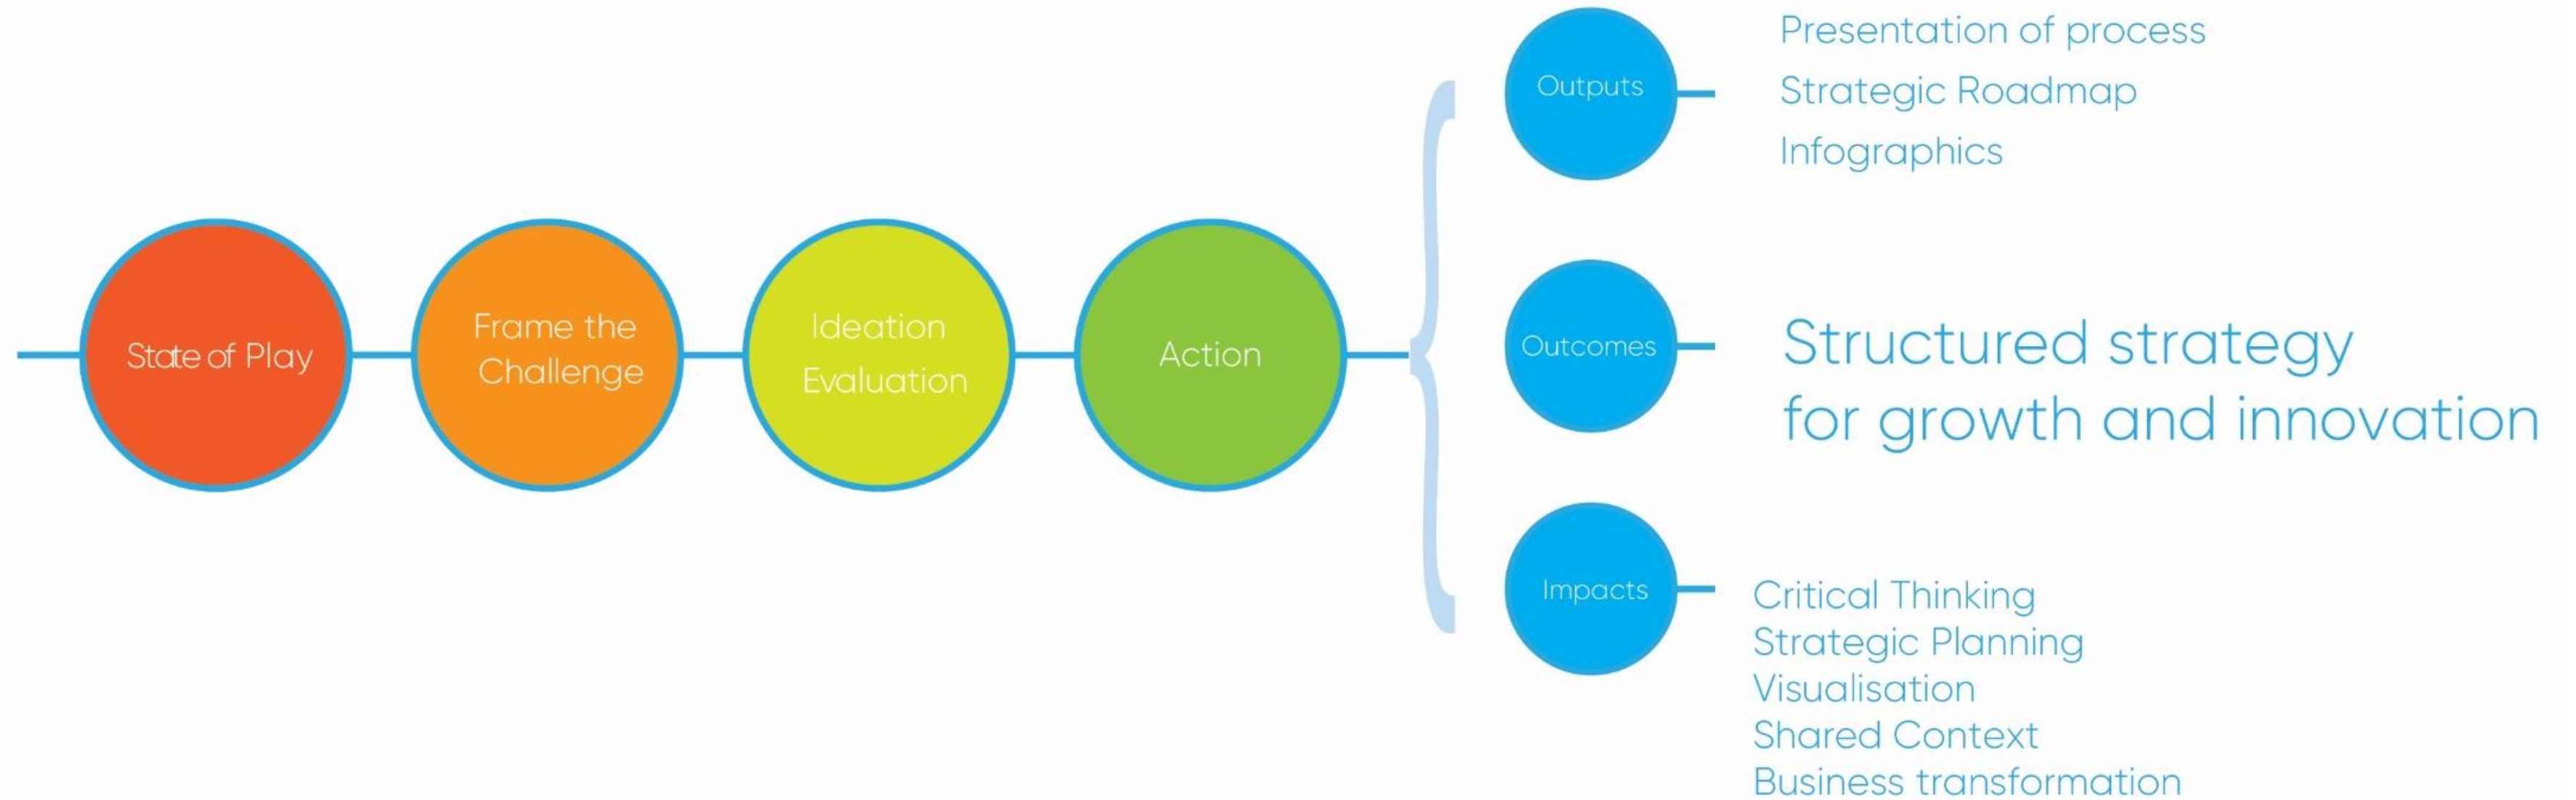 State of Play
Frame the
Challenge
Ideation
Evaluation
Action
Outputs
Presentation of process
Strategic Roadmap
Infographics
Outcomes
Structured strategy
for growth and innovation
Impacts
Critical Thinking
Strategic Planning
Visualisation
Shared Context
Business transformation